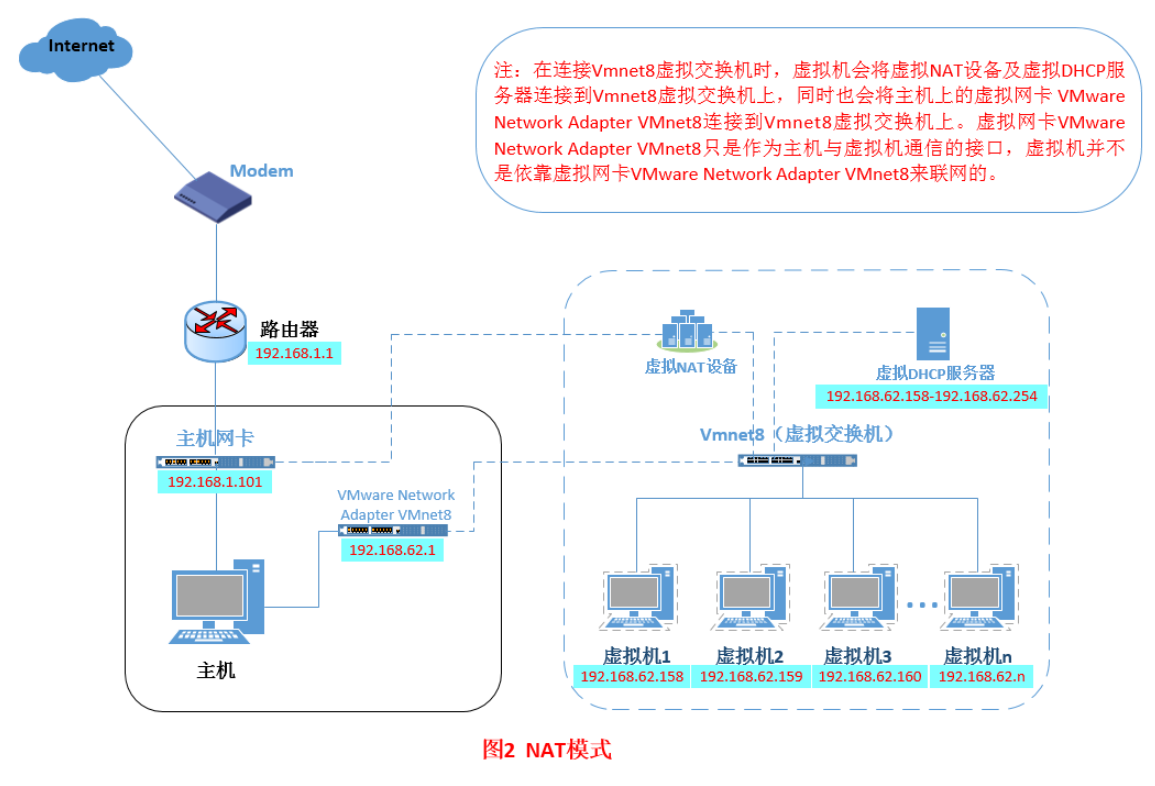 Internet
注：在连接Vmnet8虚拟交换机时，虚拟机会将虚拟NAT设备及虚拟DHCP服
务器连接到Vmnet8虚拟交换机上，同时也会将主机上的虚拟网卡 VMware
Network Adapter VMnet8连接到Vmnet8虚拟交换机上。虚拟网卡VMware
Network Adapter VMnet8只是作为主机与虚拟机通信的接口，虚拟机并不
是依靠虚拟网卡VMware Network Adapter VMnet8来联网的。
Modem
路由器
192.168.1.1
虚拟NAT设备
虚拟DHCP服务器
192.168.62.158-192.168.62.254
主机网卡
192.168.1.101
Vmnet8（虚拟交换机）
VMware Network
Adapter VMnet8
192.168.62.1
主机
虚拟机1
192.168.62.158
虚拟机2
192.168.62.159
虚拟机3
192.168.62.160
虚拟机n
192.168.62.n
图2 NAT模式